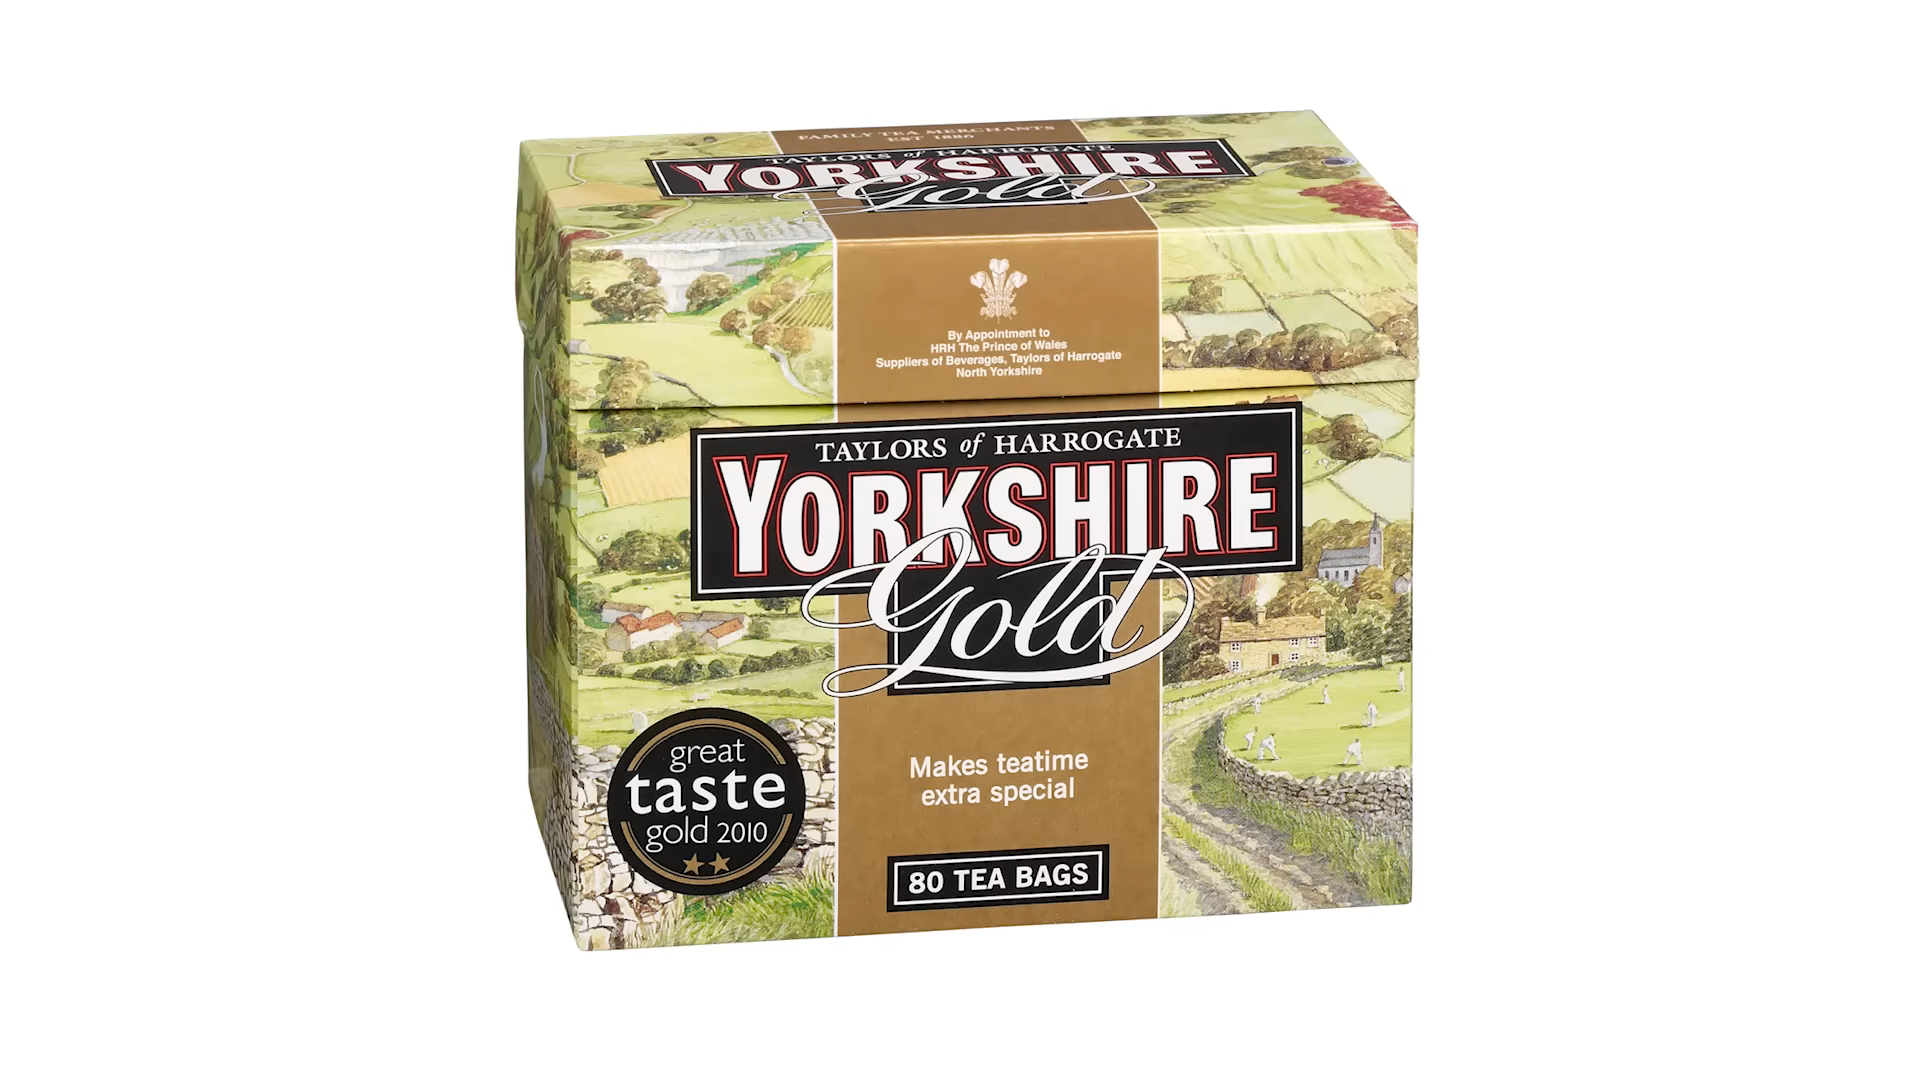 FAMILY TEA MERCHANTS
EST 1886
TAYLORS of HARROGATE
YORKSHIRE
Gold
By Appointment to
HRH The Prince of Wales
Suppliers of Beverages, Taylors of Harrogate
North Yorkshire
TAYLORS of HARROGATE
YORKSHIRE
Gold
great
taste
gold 2010
Makes teatime
extra special
80 TEA BAGS